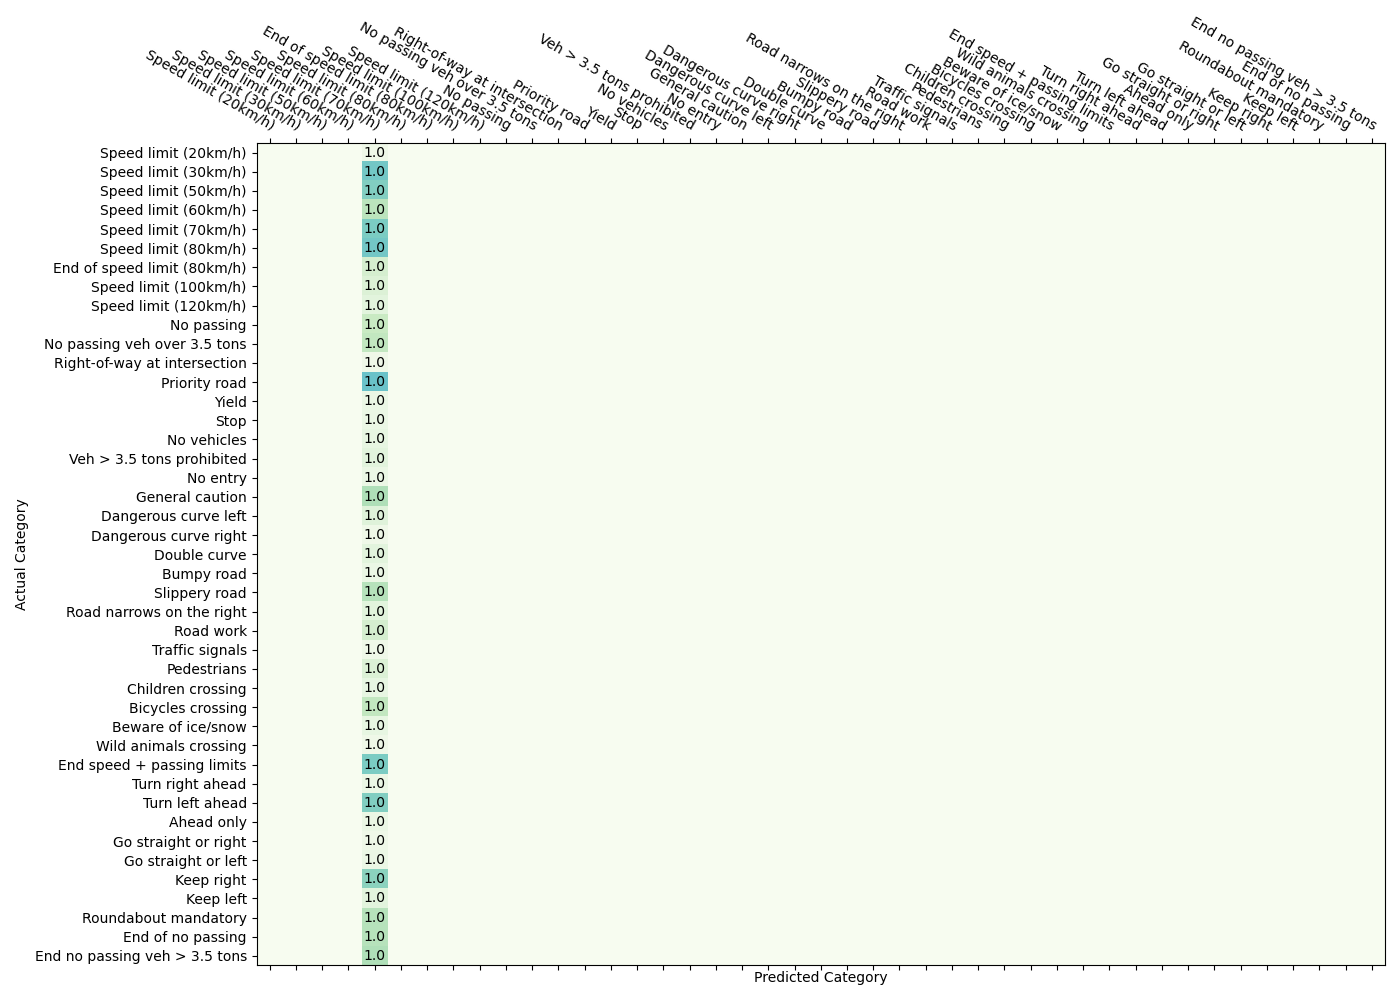 Speed limit (20km/h)
Speed limit (30km/h)
Speed limit (50km/h)
Speed limit (60km/h)
Speed limit (70km/h)
Speed limit (80km/h)
End of speed limit (80km/h)
Speed limit (100km/h)
Speed limit (120km/h)
No passing
No passing veh over 3.5 tons
Right-of-way at intersection
Priority road
Yield
Stop
No vehicles
Veh > 3.5 tons prohibited
No entry
General caution
Dangerous curve left
Dangerous curve right
Double curve
Bumpy road
Slippery road
Road narrows on the right
Road work
Traffic signals
Pedestrians
Children crossing
Bicycles crossing
Beware of ice/snow
Wild animals crossing
End speed + passing limits
Turn right ahead
Turn left ahead
Ahead only
Go straight or right
Go straight or left
Keep right
Keep left
Roundabout mandatory
End of no passing
End no passing veh > 3.5 tons
Actual Category
Speed limit (20km/h) 1.0
Speed limit (30km/h) 1.0
Speed limit (50km/h) 1.0
Speed limit (60km/h) 1.0
Speed limit (70km/h) 1.0
Speed limit (80km/h) 1.0
End of speed limit (80km/h) 1.0
Speed limit (100km/h) 1.0
Speed limit (120km/h) 1.0
No passing 1.0
No passing veh over 3.5 tons 1.0
Right-of-way at intersection 1.0
Priority road 1.0
Yield 1.0
Stop 1.0
No vehicles 1.0
Veh > 3.5 tons prohibited 1.0
No entry 1.0
General caution 1.0
Dangerous curve left 1.0
Dangerous curve right 1.0
Double curve 1.0
Bumpy road 1.0
Slippery road 1.0
Road narrows on the right 1.0
Road work 1.0
Traffic signals 1.0
Pedestrians 1.0
Children crossing 1.0
Bicycles crossing 1.0
Beware of ice/snow 1.0
Wild animals crossing 1.0
End speed + passing limits 1.0
Turn right ahead 1.0
Turn left ahead 1.0
Ahead only 1.0
Go straight or right 1.0
Go straight or left 1.0
Keep right 1.0
Keep left 1.0
Roundabout mandatory 1.0
End of no passing 1.0
End no passing veh > 3.5 tons 1.0
Predicted Category